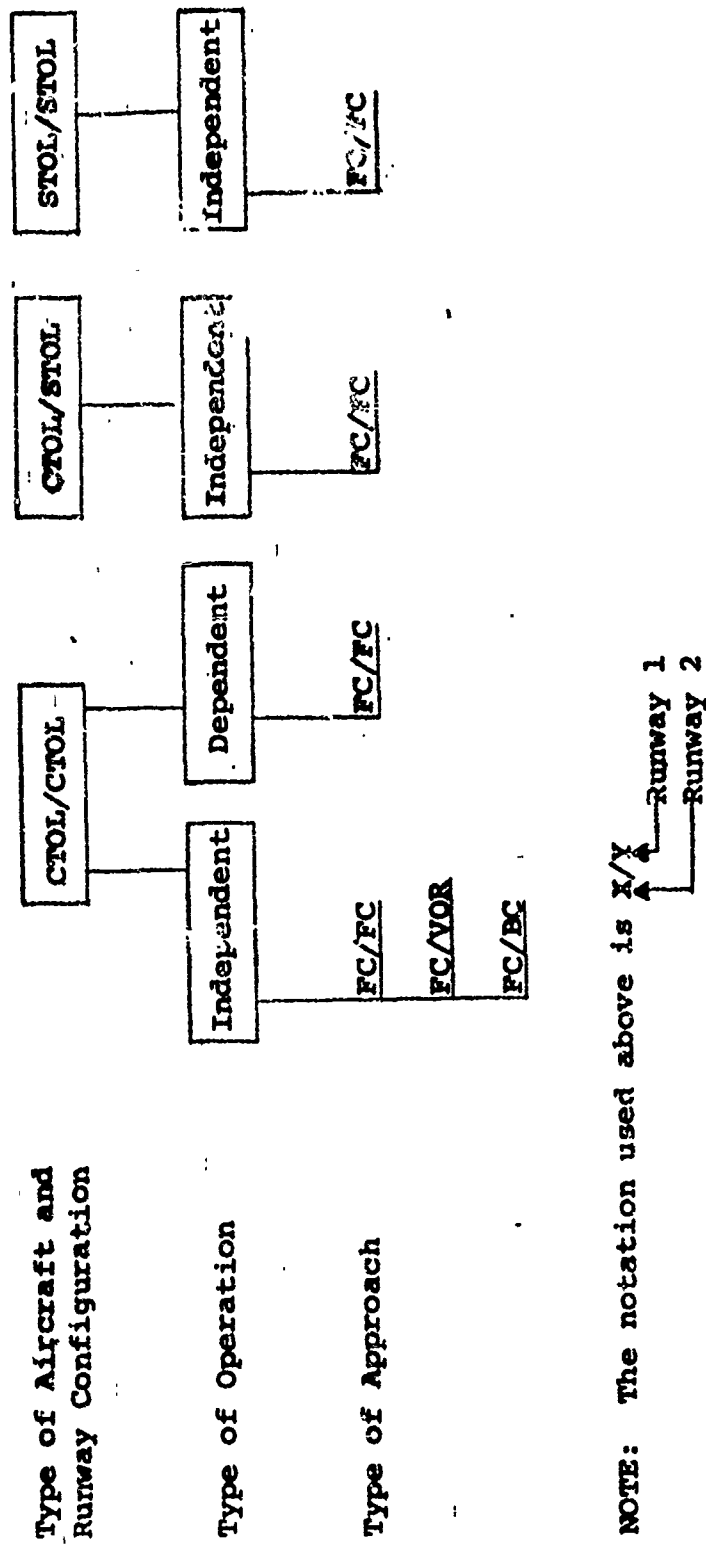 Type of Aircraft and
Runway Configuration
CTOL/CTOL
CTOL/STOL
STOL/STOL
Type of Operation
Independent
Dependent
Independent
Independent
Type of Approach
FC/FC
FC/FC
FC/FC
FC/FC
FC/VOR
FC/BC
NOTE: The notation used above is X/Y
Runway 1
Runway 2